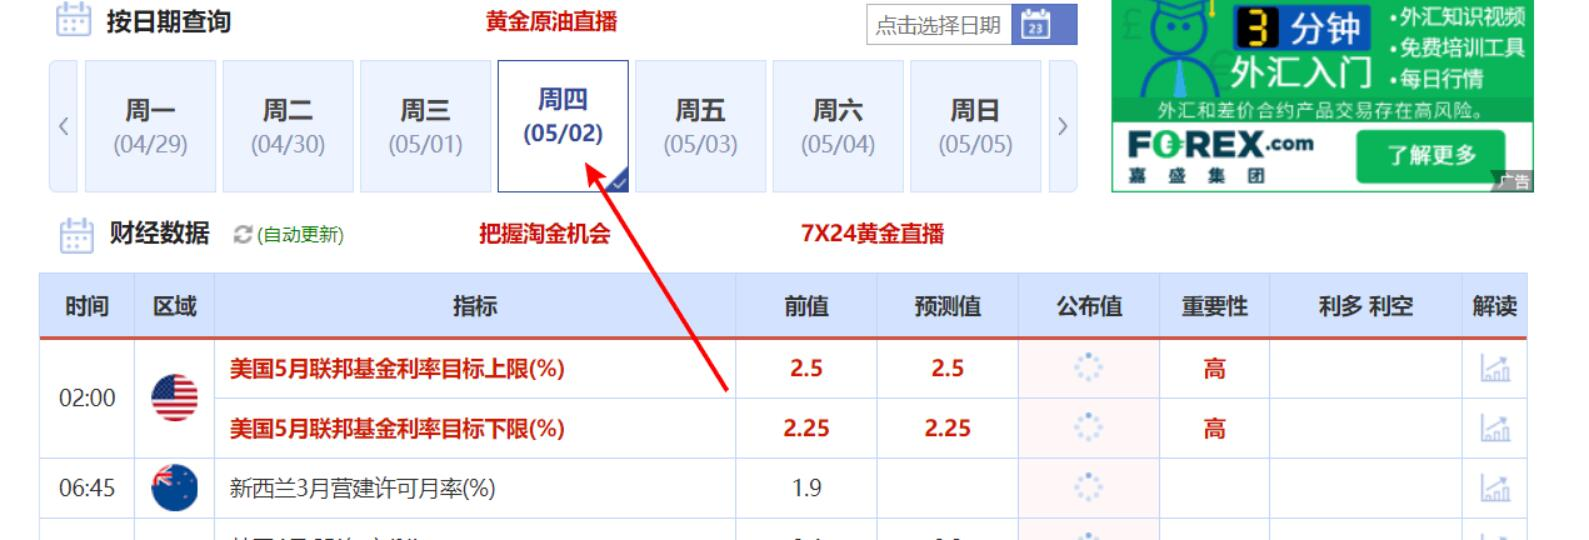 按日期查询
黄金原油直播
点击选择日期
23
周一
(04/29)
周二
(04/30)
周三
(05/01)
周四
(05/02)
周五
(05/03)
周六
(05/04)
周日
(05/05)
3 分钟
外汇入门
•外汇知识视频
•免费培训工具
•每日行情
外汇和差价合约产品交易存在高风险。
FOREX.com
嘉盛集团
了解更多
广告
财经数据
(自动更新)
把握淘金机会
7X24黄金直播
时间 区域 指标 前值 预测值 公布值 重要性 利多 利空 解读
02:00
美国5月联邦基金利率目标上限(%) 2.5 2.5 高
美国5月联邦基金利率目标下限(%) 2.25 2.25 高
06:45 新西兰3月营建许可月率(%) 1.9